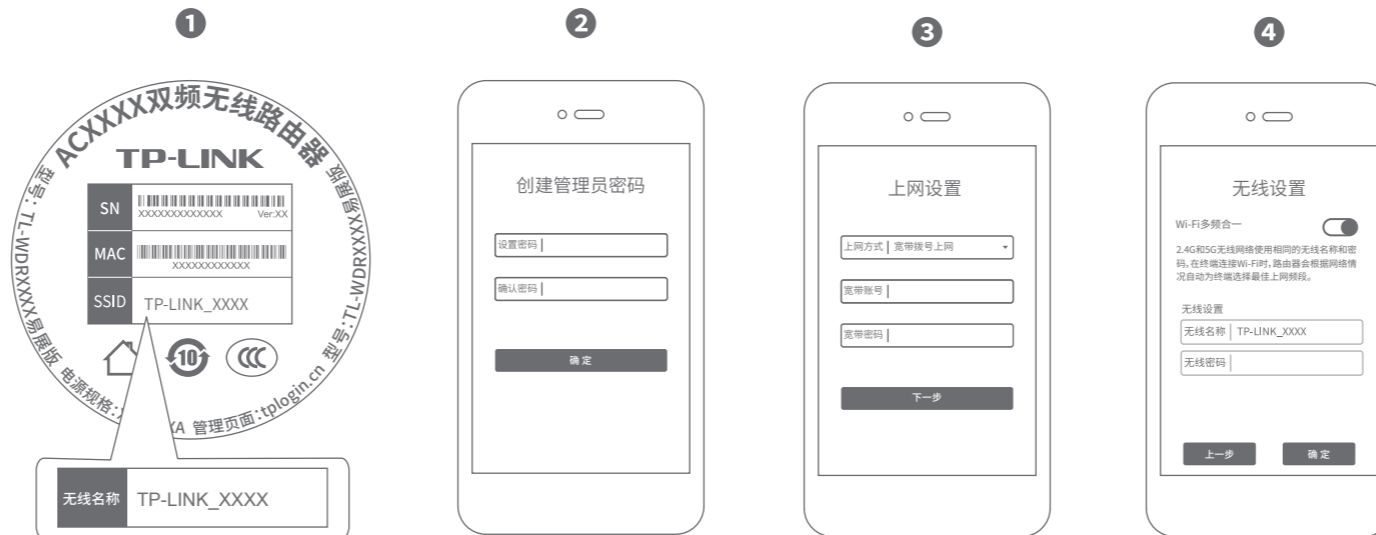 1
ACXXXX双频无线路由器
TP-LINK
SN
XXXXXXXXXXXXX Ver:XX
MAC
XXXXXXXXXXXX
SSID TP-LINK_XXXX
10
CCC
型号:TL-WDRXXXX易展版
型号:TL-WDRXXXX易展版
电源规格:
XA 管理页面:tplogin.cn
无线名称 TP-LINK_XXXX
2
创建管理员密码
设置密码
确认密码
确 定
3
上网设置
上网方式 宽带拨号上网
宽带账号
宽带密码
下一步
4
无线设置
Wi-Fi多频合一
2.4G和5G无线网络使用相同的无线名称和密
码,在终端连接Wi-Fi时,路由器会根据网络情
况自动为终端选择最佳上网频段。
无线设置
无线名称 TP-LINK_XXXX
无线密码
上一步 确 定